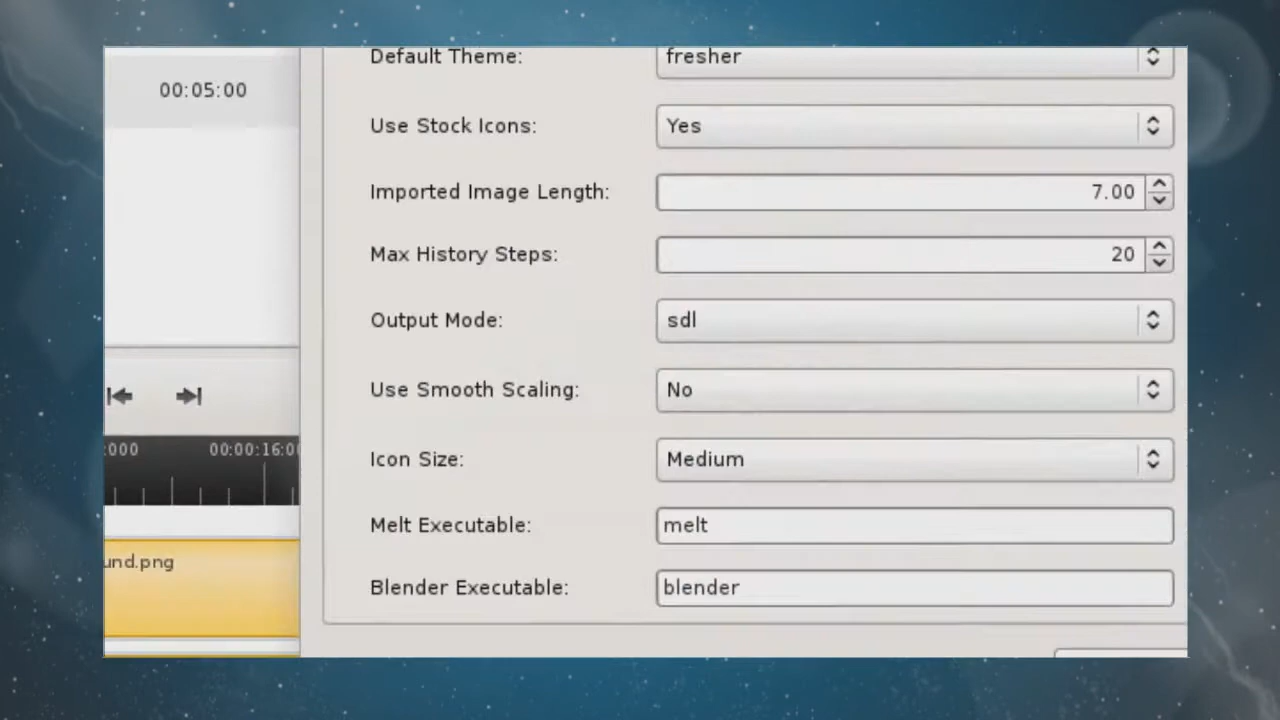 00:05:00
Default Theme: fresher
Use Stock Icons: Yes
Imported Image Length: 7.00
Max History Steps: 20
Output Mode: sdl
Use Smooth Scaling: No
:000 00:00:16:00
Icon Size: Medium
Melt Executable: melt
und.png
Blender Executable: blender